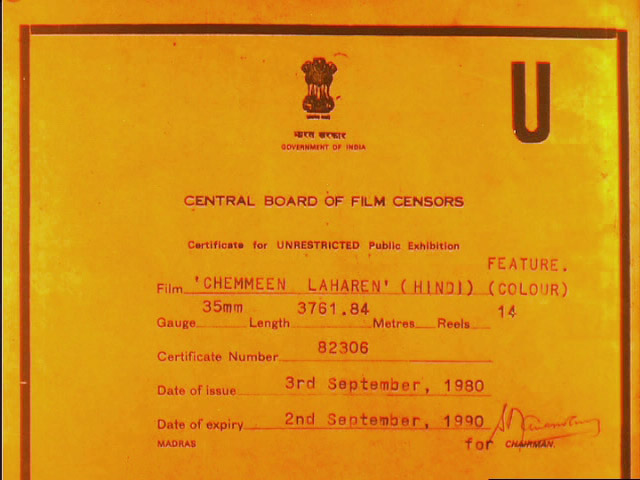 U
भारत सरकार
GOVERNMENT OF INDIA
CENTRAL BOARD OF FILM CENSORS
Certificate for UNRESTRICTED Public Exhibition
FEATURE.
Film 'CHEMMEEN LAHAREN' (HINDI) (COLOUR)
35mm 3761.84 14
Gauge Length Metres Reels
Certificate Number 82306
Date of issue 3rd September, 1980
Date of expiry 2nd September, 1990
MADRAS for CHAIRMAN.